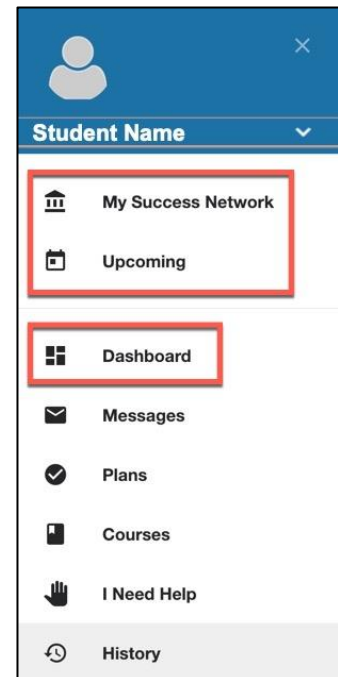 Student Name
My Success Network
Upcoming
Dashboard
Messages
Plans
Courses
I Need Help
History